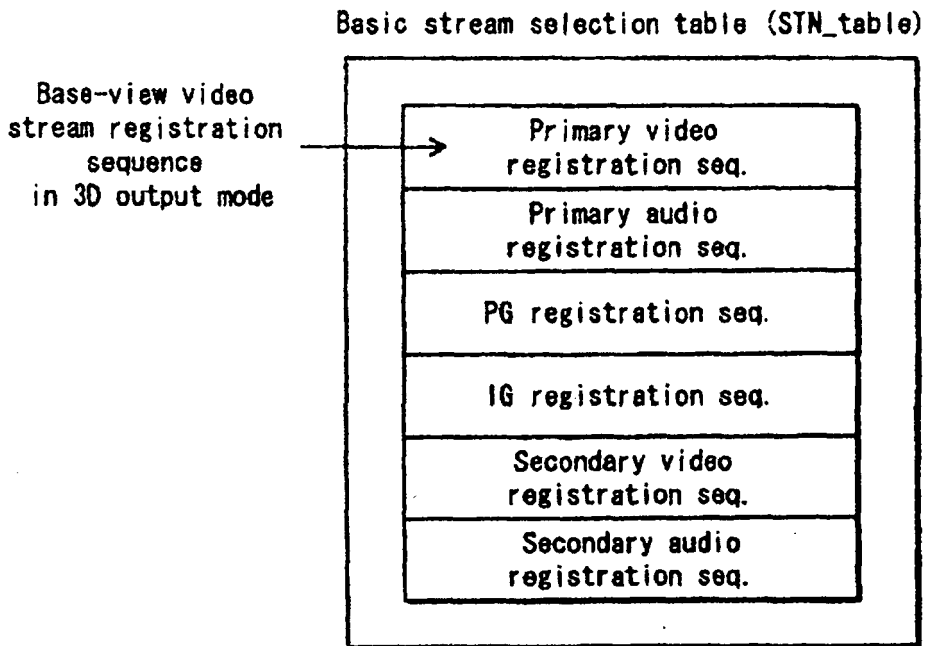 Basic stream selection table (STN_table)
Base-view video
stream registration
sequence
in 3D output mode
Primary video
registration seq.
Primary audio
registration seq.
PG registration seq.
IG registration seq.
Secondary video
registration seq.
Secondary audio
registration seq.